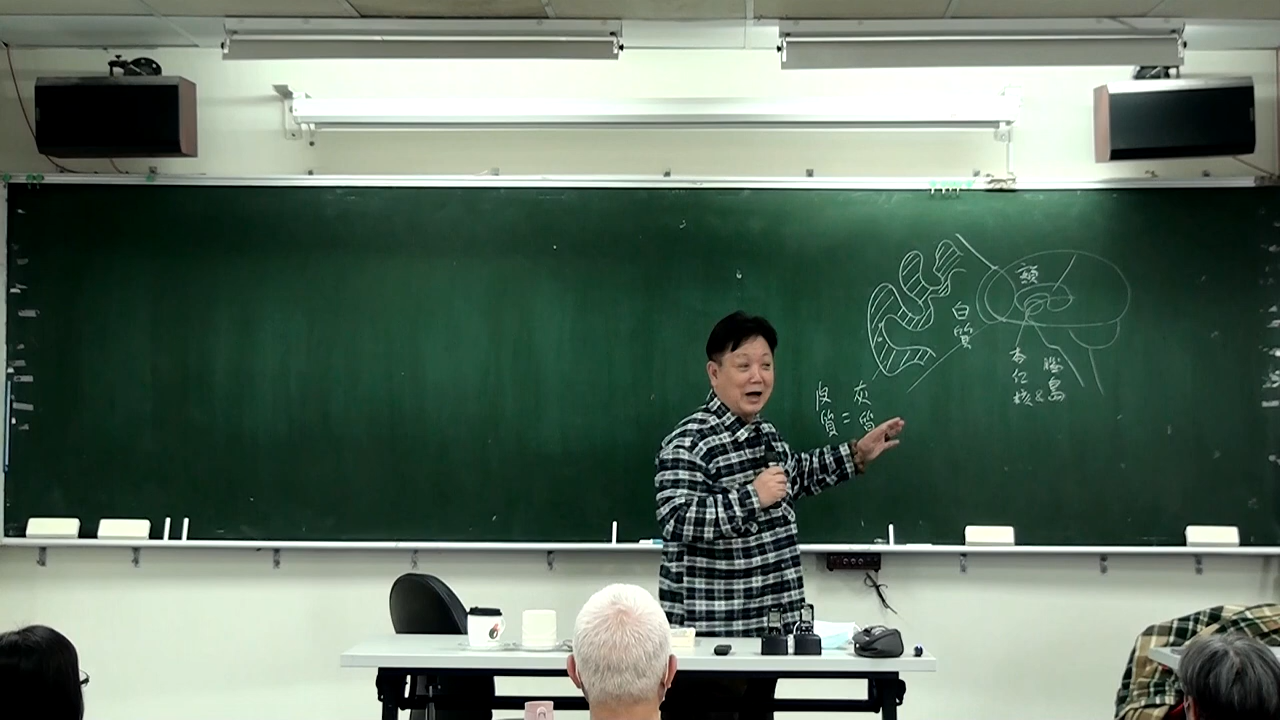 額
白質
杏仁核 & 腦島
皮質 = 灰質